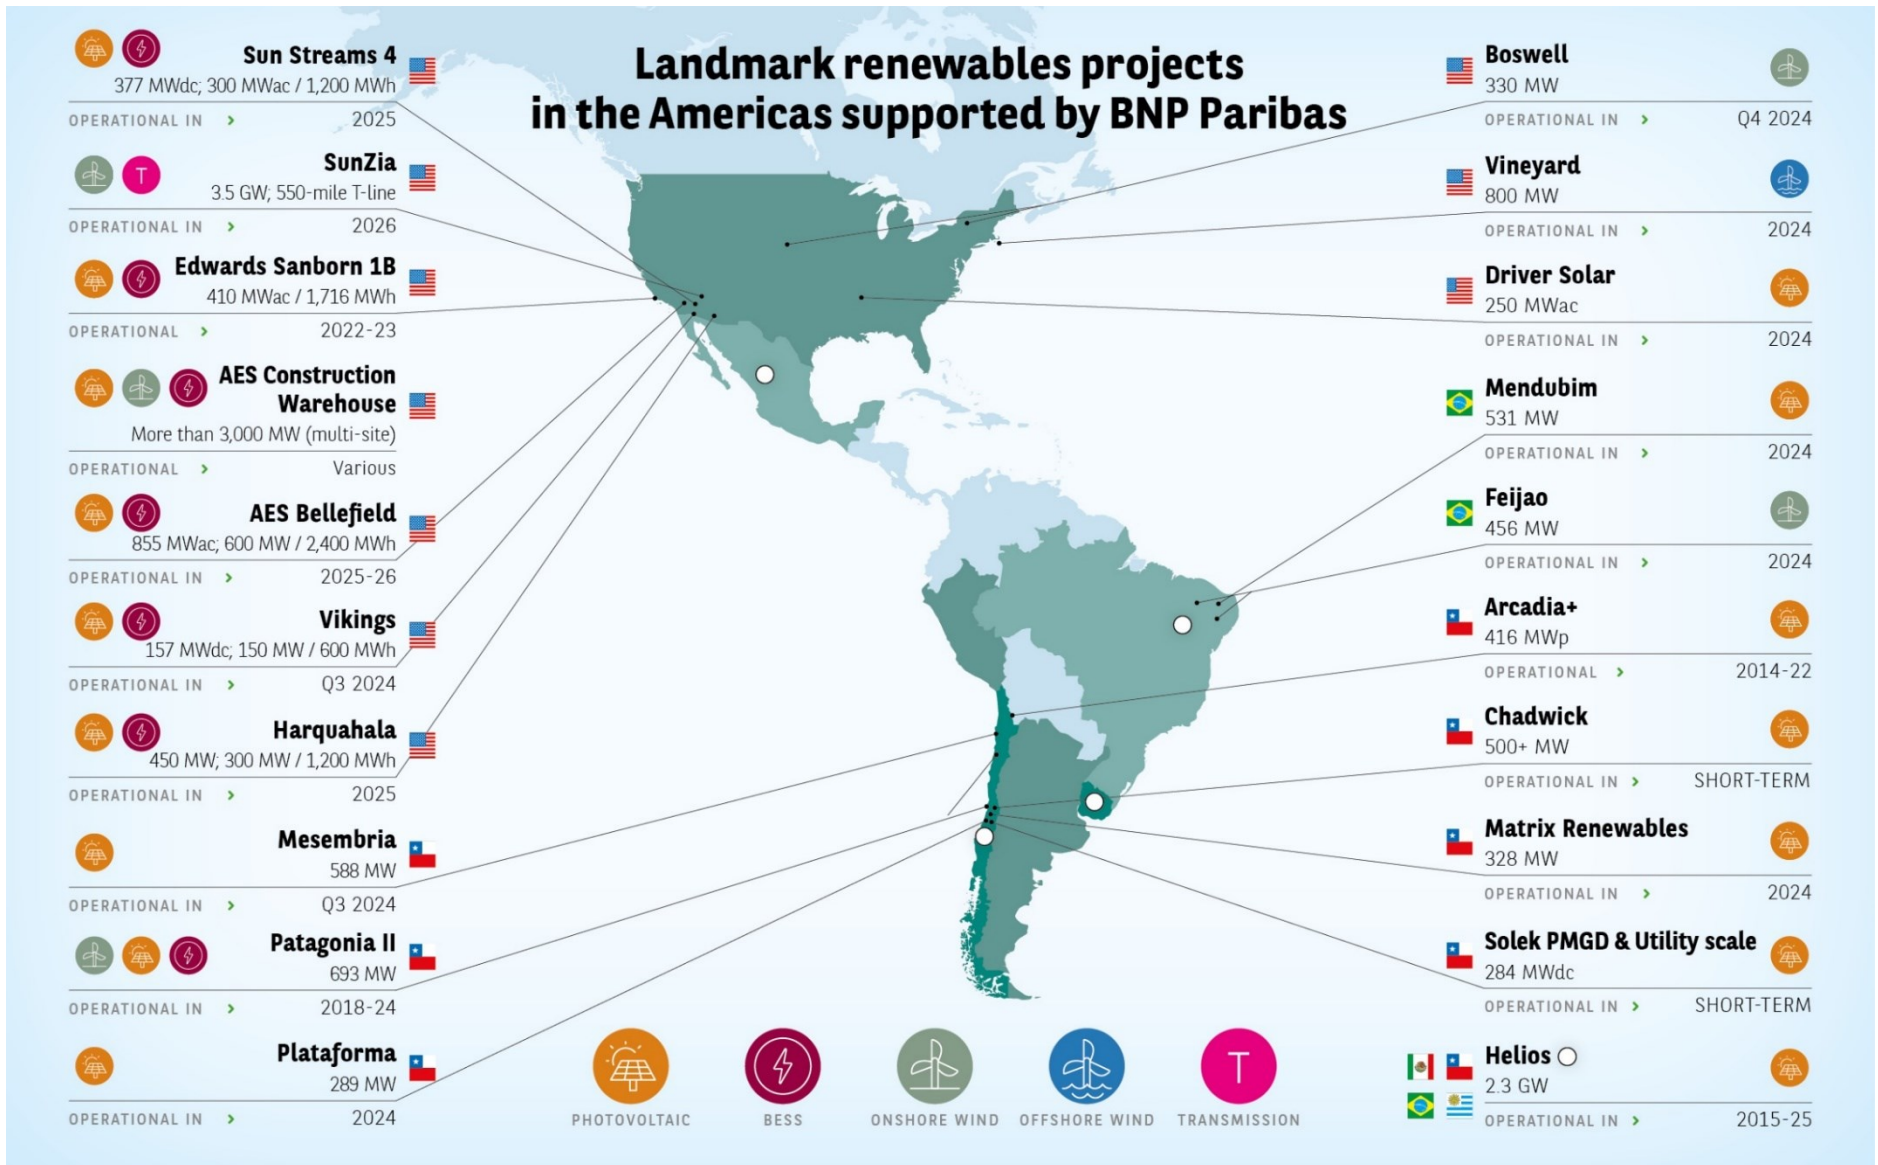 Landmark renewables projects
in the Americas supported by BNP Paribas
Sun Streams 4
377 MWdc; 300 MWac / 1,200 MWh
OPERATIONAL IN > 2025
SunZia
3.5 GW; 550-mile T-line
OPERATIONAL IN > 2026
T
Edwards Sanborn 1B
410 MWac / 1,716 MWh
OPERATIONAL > 2022-23
AES Construction
Warehouse
More than 3,000 MW (multi-site)
OPERATIONAL > Various
AES Bellefield
855 MWac; 600 MW / 2,400 MWh
OPERATIONAL IN > 2025-26
Vikings
157 MWdc; 150 MW / 600 MWh
OPERATIONAL IN > Q3 2024
Harquahala
450 MW; 300 MW / 1,200 MWh
OPERATIONAL IN > 2025
Mesembria
588 MW
OPERATIONAL IN > Q3 2024
Patagonia II
693 MW
OPERATIONAL IN > 2018-24
Plataforma
289 MW
OPERATIONAL IN > 2024
Boswell
330 MW
OPERATIONAL IN > Q4 2024
Vineyard
800 MW
OPERATIONAL IN > 2024
Driver Solar
250 MWac
OPERATIONAL IN > 2024
Mendubim
531 MW
OPERATIONAL IN > 2024
Feijao
456 MW
OPERATIONAL IN > 2024
Arcadia+
416 MWp
OPERATIONAL > 2014-22
Chadwick
500+ MW
OPERATIONAL IN > SHORT-TERM
Matrix Renewables
328 MW
OPERATIONAL IN > 2024
Solek PMGD & Utility scale
284 MWdc
OPERATIONAL IN > SHORT-TERM
Helios
2.3 GW
OPERATIONAL IN > 2015-25
T
PHOTOVOLTAIC BESS ONSHORE WIND OFFSHORE WIND TRANSMISSION